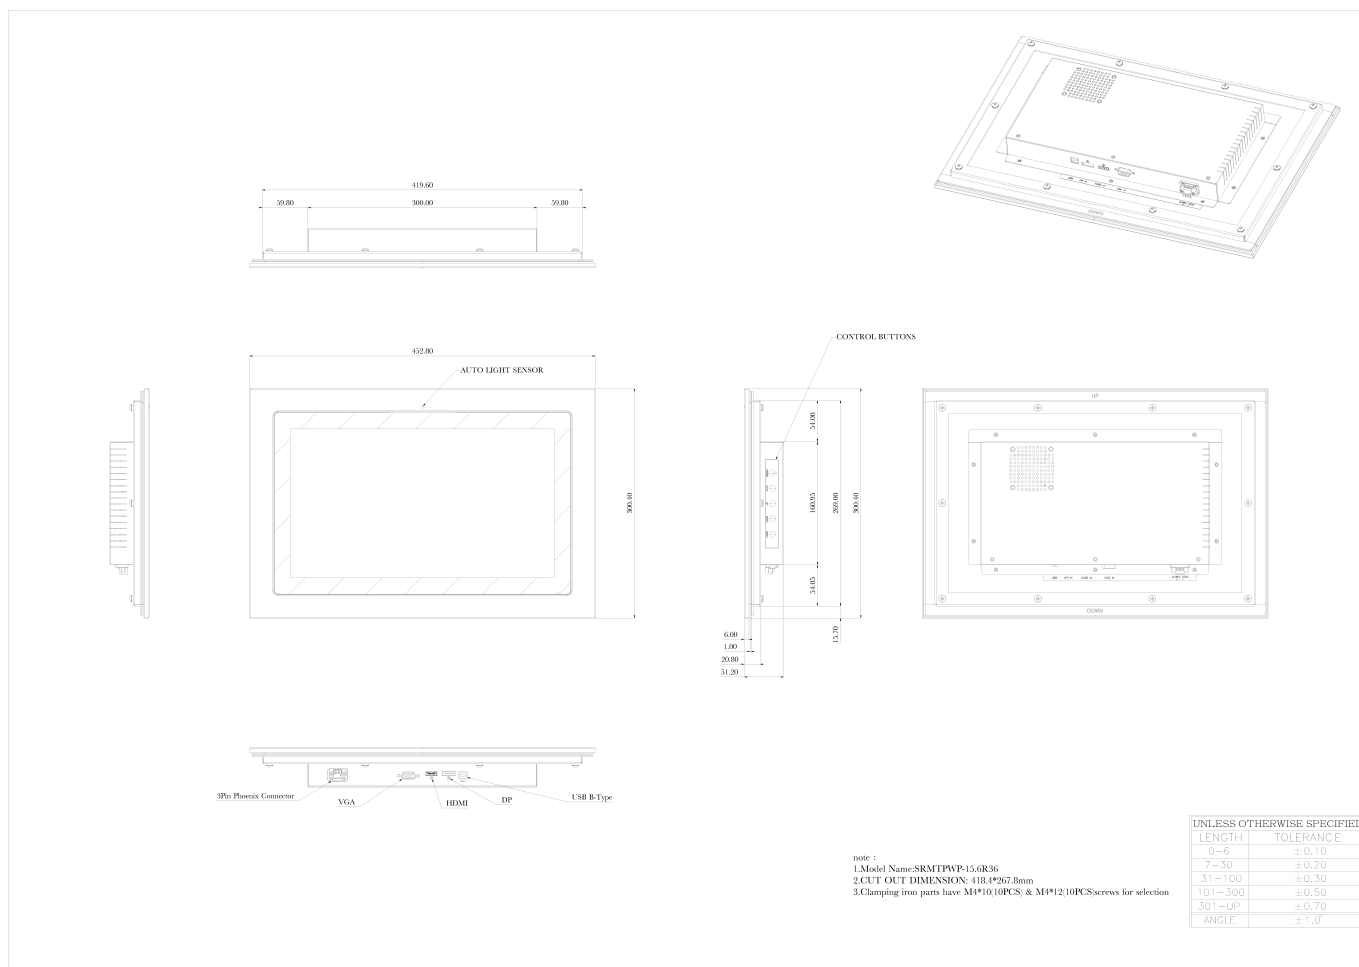 419.60
59.80
300.00
59.80
DOWN
452.80
AUTO LIGHT SENSOR
300.40
CONTROL BUTTONS
54.00
160.95
269.00
300.40
54.05
15.70
6.00
1.00
20.80
51.20
UP
DOWN
3Pin Phoenix Connector
VGA
HDMI
DP
USB B-Type
note :
1.Model Name:SRMTPWP-15.6R36
2.CUT OUT DIMENSION: 418.4*267.8mm
3.Clamping iron parts have M4*10(10PCS) & M4*12(10PCS)screws for selection
UNLESS OTHERWISE SPECIFIED
LENGTH TOLERANCE
0-6 ±0.10
7-30 ±0.20
31-100 ±0.30
101-300 ±0.50
301-UP ±0.70
ANGLE ±1.0°